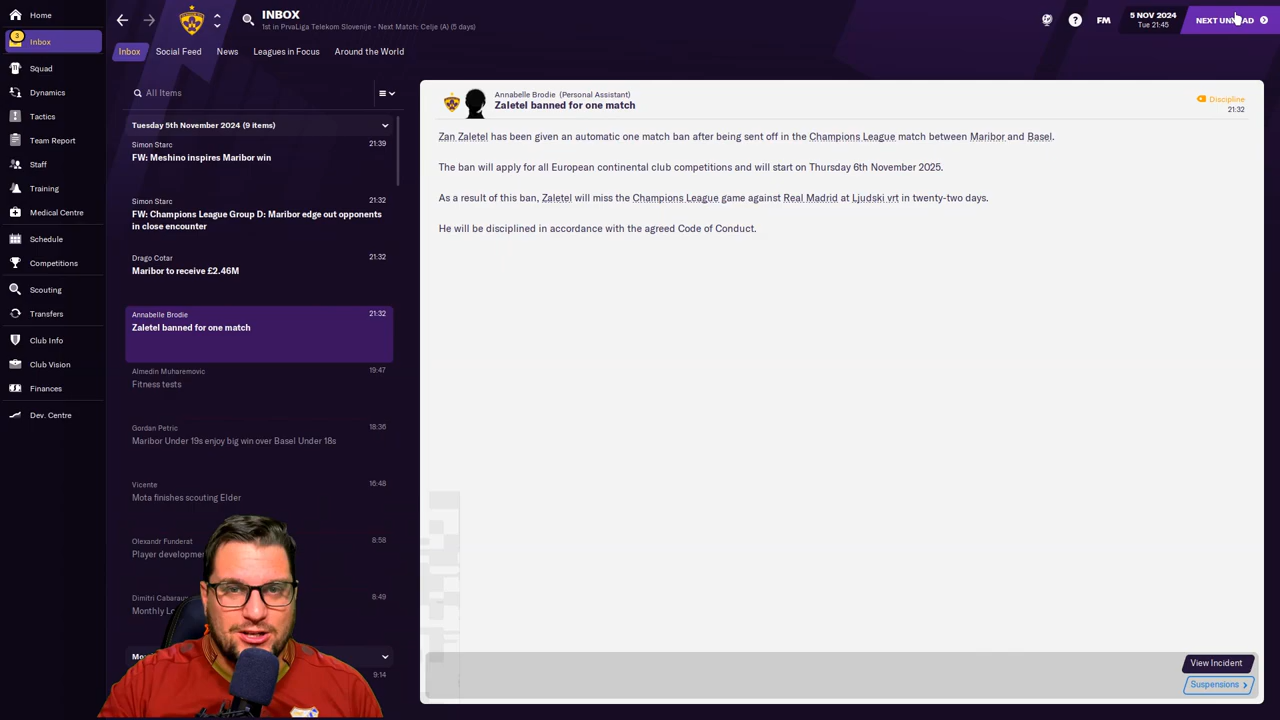 Home
3
Inbox
Squad
Dynamics
Tactics
Team Report
Staff
Training
Medical Centre
Schedule
Competitions
Scouting
Transfers
Club Info
Club Vision
Finances
Dev. Centre
INBOX
1st in PrvaLiga Telekom Slovenije - Next Match: Celje (A) (5 days)
?
FM
5 NOV 2024
Tue 21:45
Inbox
Social Feed
News
Leagues in Focus
Around the World
All Items
Tuesday 5th November 2024 (9 items)
Simon Starc 21:39
FW: Meshino inspires Maribor win
Simon Starc 21:32
FW: Champions League Group D: Maribor edge out opponents
in close encounter
Drago Cotar 21:32
Maribor to receive £2.46M
Annabelle Brodie 21:32
Zaletel banned for one match
Almedin Muharemovic 19:47
Fitness tests
Gordan Petric 18:36
Maribor Under 19s enjoy big win over Basel Under 18s
Vicente 16:48
Mota finishes scouting Elder
Olexandr Funderat 8:58
Player
Dimitri 8:49
Monthly
9:14
Annabelle Brodie (Personal Assistant)
Zaletel banned for one match
Discipline
21:32
Zan Zaletel has been given an automatic one match ban after being sent off in the Champions League match between Maribor and Basel.
The ban will apply for all European continental club competitions and will start on Thursday 6th November 2025.
As a result of this ban, Zaletel will miss the Champions League game against Real Madrid at Ljudski vrt in twenty-two days.
He will be disciplined in accordance with the agreed Code of Conduct.
View Incident
Suspensions
NEXT